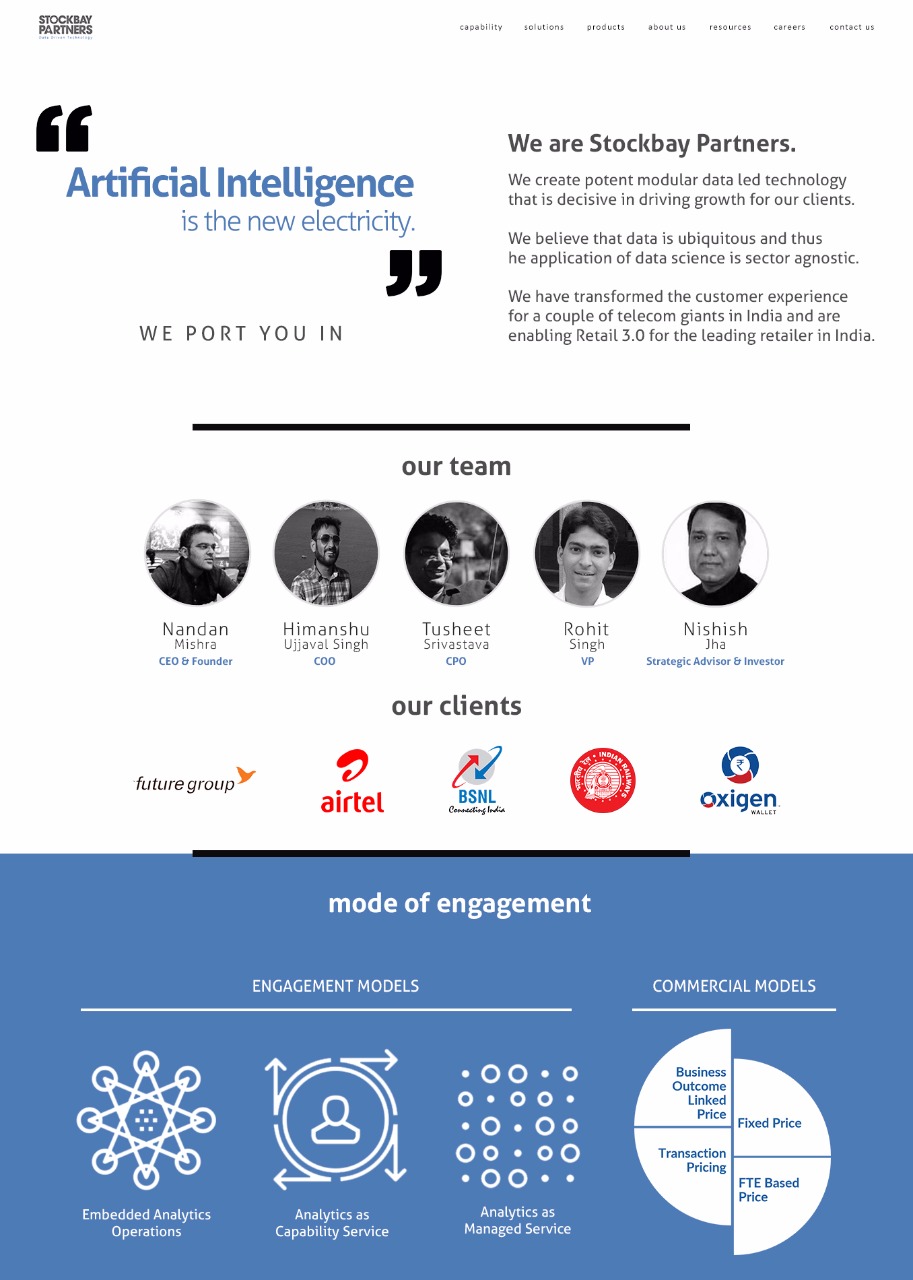 STOCKBAY
PARTNERS
Data Driven Technology
capability solutions products about us resources careers contact us
“
Artificial Intelligence
is the new electricity.
”
WE PORT YOU IN
We are Stockbay Partners.
We create potent modular data led technology
that is decisive in driving growth for our clients.
We believe that data is ubiquitous and thus
he application of data science is sector agnostic.
We have transformed the customer experience
for a couple of telecom giants in India and are
enabling Retail 3.0 for the leading retailer in India.
our team
Nandan
Mishra
CEO & Founder
Himanshu
Ujjaval Singh
COO
Tusheet
Srivastava
CPO
Rohit
Singh
VP
Nishish
Jha
Strategic Advisor & Investor
our clients
future group
airtel
BSNL
Connecting India
भारतीय रेल
INDIAN RAILWAYS
₹
oxigen
WALLET
mode of engagement
ENGAGEMENT MODELS
Embedded Analytics
Operations
Analytics as
Capability Service
Analytics as
Managed Service
COMMERCIAL MODELS
Business
Outcome
Linked
Price
Fixed Price
Transaction
Pricing
FTE Based
Price